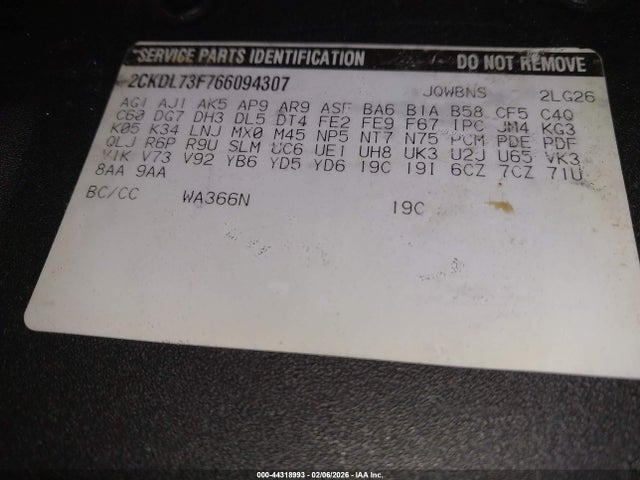 SERVICE PARTS IDENTIFICATION DO NOT REMOVE
2CKDL73F766094307 JQWBNS 2LG26
AG1 AJ1 AK5 AP9 AR9 ASF BA6 B1A B58 CF5 C4Q
C60 DG7 DH3 DL5 DT4 FE2 FE9 F67 IPC JM4 KG3
K05 K34 LNJ MX0 M45 NP5 NT7 N75 PCM PDE PDF
QLJ R6P R9U SLM UC6 UE1 UH8 UK3 U2J U65 VK3
V1K V73 V92 YB6 YD5 YD6 19C 19I 6CZ 7CZ 71U
8AA 9AA
BC/CC WA366N 19C
000-44318993 - 02/06/2026 - IAA Inc.